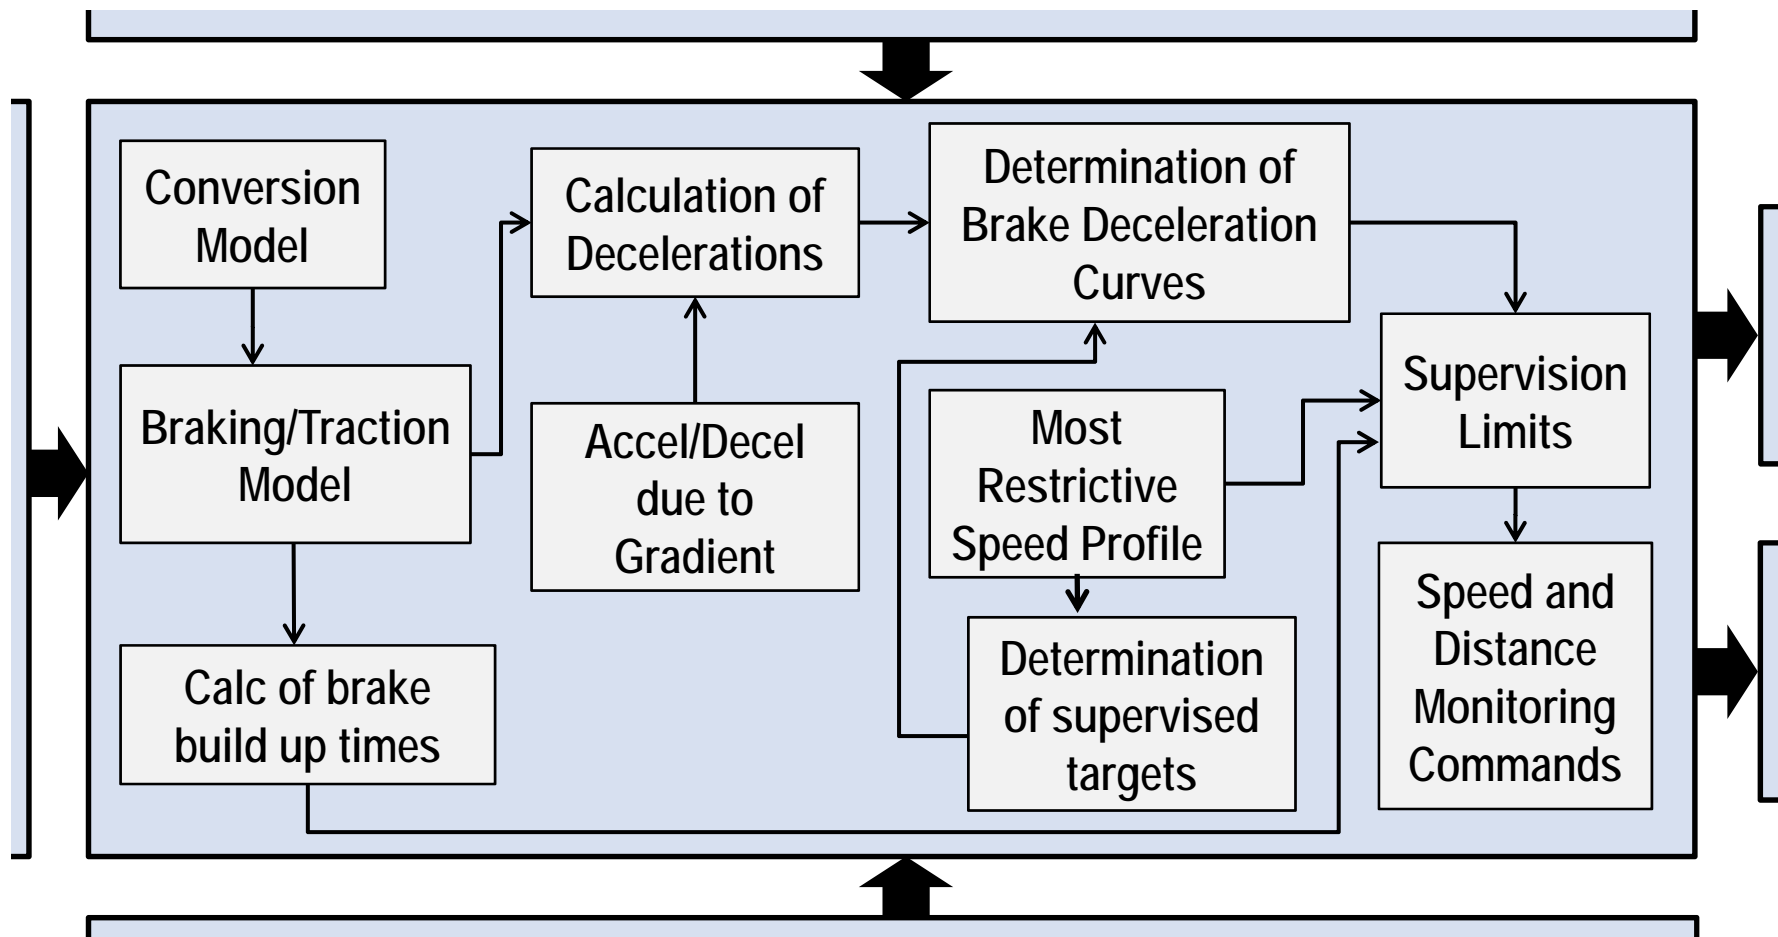 Conversion
Model
Calculation of
Decelerations
Determination of
Brake Deceleration
Curves
Braking/Traction
Model
Accel/Decel
due to
Gradient
Most
Restrictive
Speed Profile
Supervision
Limits
Calc of brake
build up times
Determination
of supervised
targets
Speed and
Distance
Monitoring
Commands